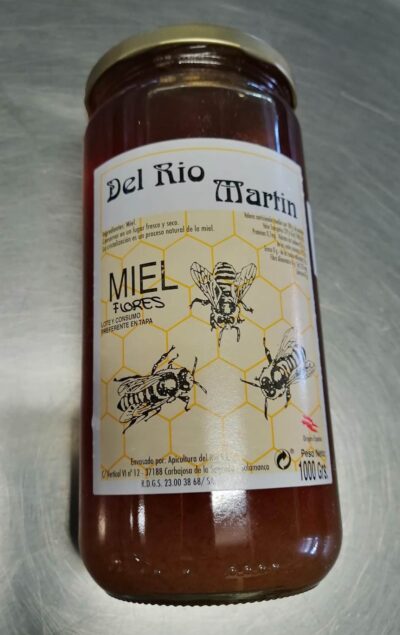 Del Rio
Martin
Ingredientes: Miel.
Conservar en un lugar fresco y seco.
La cristalización es un proceso natural de la miel.
MIEL
FLORES
LOTE Y CONSUMO
PREFERENTE EN TAPA
Envasado por: Apicultura del
C/ Vertical VI nº 12 - 37188 Carbajosa de la Sagrada Salamanca
R.D.G.S. 23.00 38 68/
Peso Neto
1000 Grs